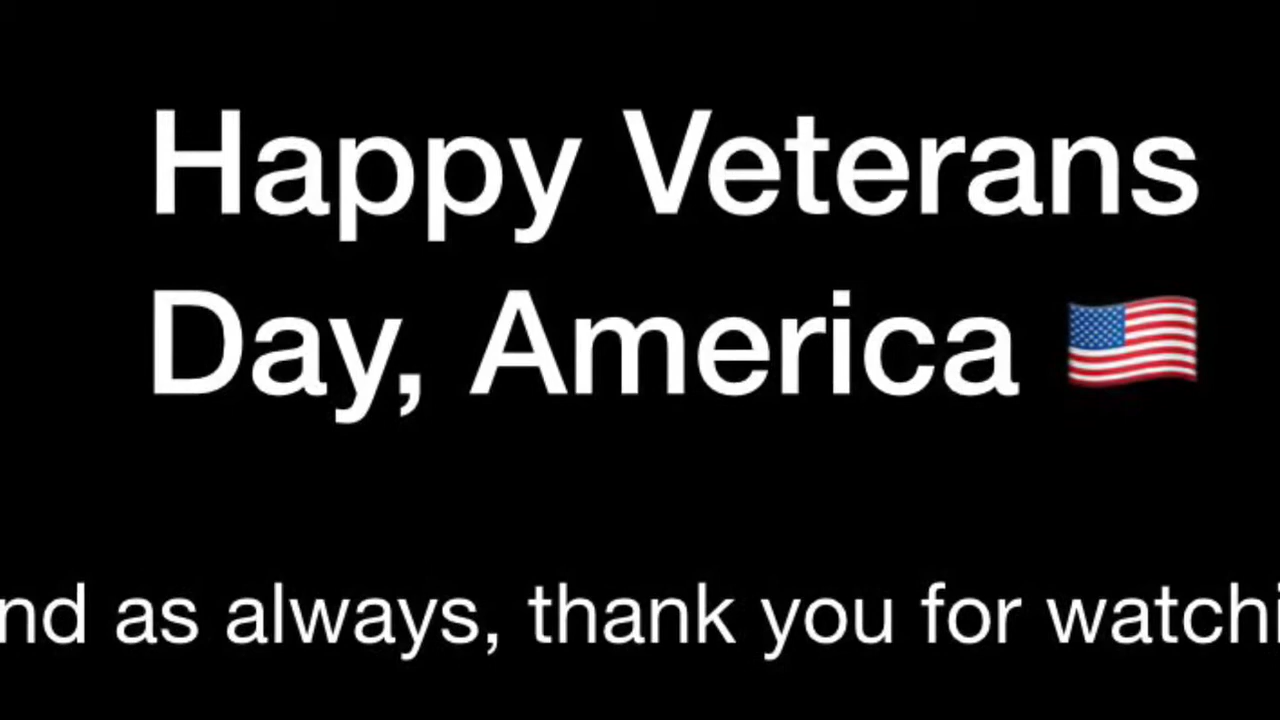 Happy Veterans
Day, America 🇺🇸
nd as always, thank you for watchi